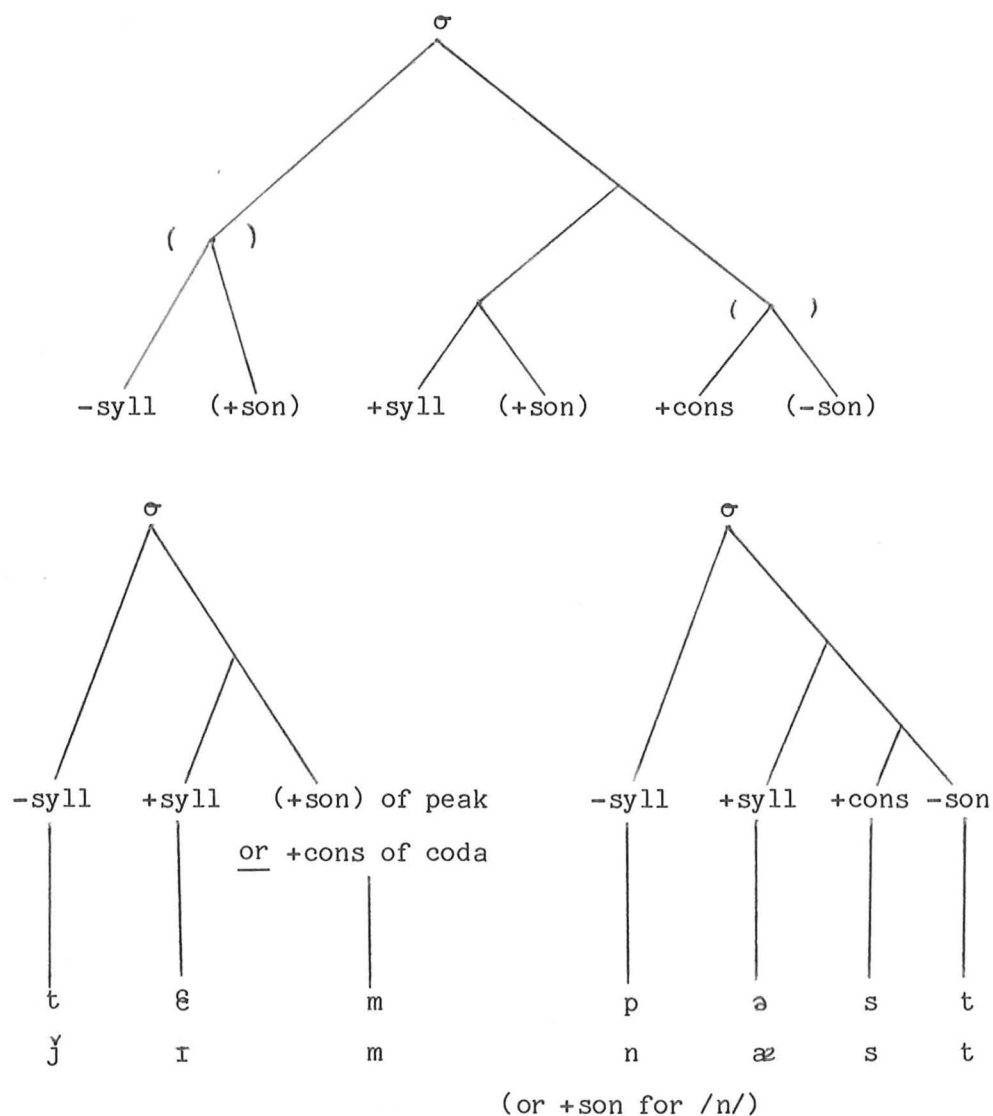 σ
( ) ( )
-syll (+son) +syll (+son) +cons (-son)
σ σ
-syll +syll (+son) of peak -syll +syll +cons -son
or +cons of coda
t ɛ m p ə s t
ǰ ɪ m n æ s t
(or +son for /n/)